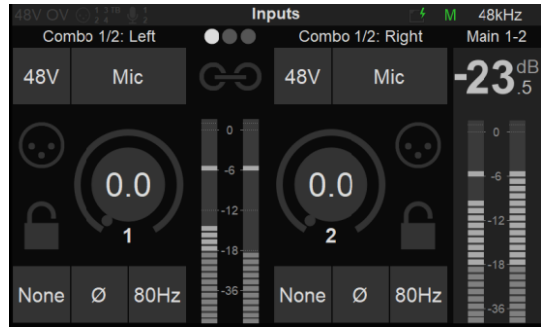 48V OV Inputs M 48kHz
Combo 1/2: Left Combo 1/2: Right Main 1-2
48V Mic 48V Mic -23.5 dB
0 0
-6 -6
0.0 0.0
-12 -12
1 2
-18 -18
-36 -36
None Ø 80Hz None Ø 80Hz